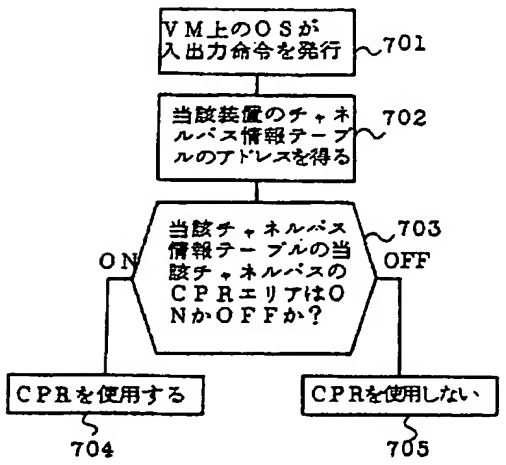 VM上のOSが
入出力命令を発行
701
当該装置のチャネ
ルパス情報テーブ
ルのアドレスを得る
702
当該チャネルパス
情報テーブルの当
該チャネルパスの
CPRエリアはO
NかOFFか?
703
ON
OFF
CPRを使用する
CPRを使用しない
704
705